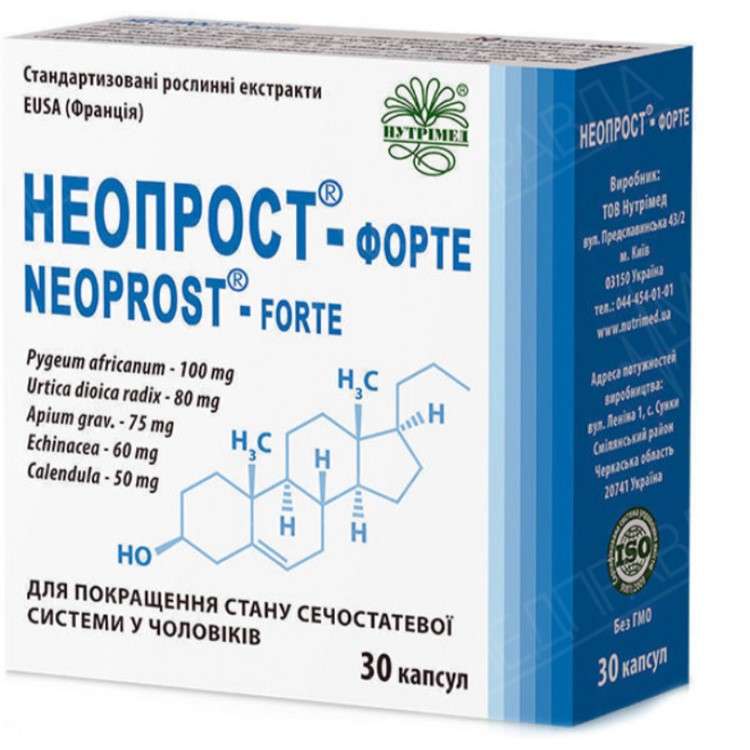 Стандартизовані рослинні екстракти
EUSA (Франція)
НУТРІМЕД®
НЕОПРОСТ® - ФОРТЕ
NEOPROST® - FORTE
Pygeum africanum - 100 mg
Urtica dioica radix - 80 mg
Apium grav. - 75 mg
Echinacea - 60 mg
Calendula - 50 mg
H₃C
H₃C
H
H
H
H
HO
ДЛЯ ПОКРАЩЕННЯ СТАНУ СЕЧОСТАТЕВОЇ
СИСТЕМИ У ЧОЛОВІКІВ
30 капсул
НЕОПРОСТ® - ФОРТЕ
Виробник:
ТОВ Нутрімед
вул. Предславинська 43/2
м. Київ
03150 Україна
тел.: 044-454-01-01
www.nutrimed.ua
Адреса потужностей
виробництва:
вул. Леніна 1, с. Сунки
Смілянський район
Черкаська область
20741 Україна
ISO
Без ГМО
30 капсул